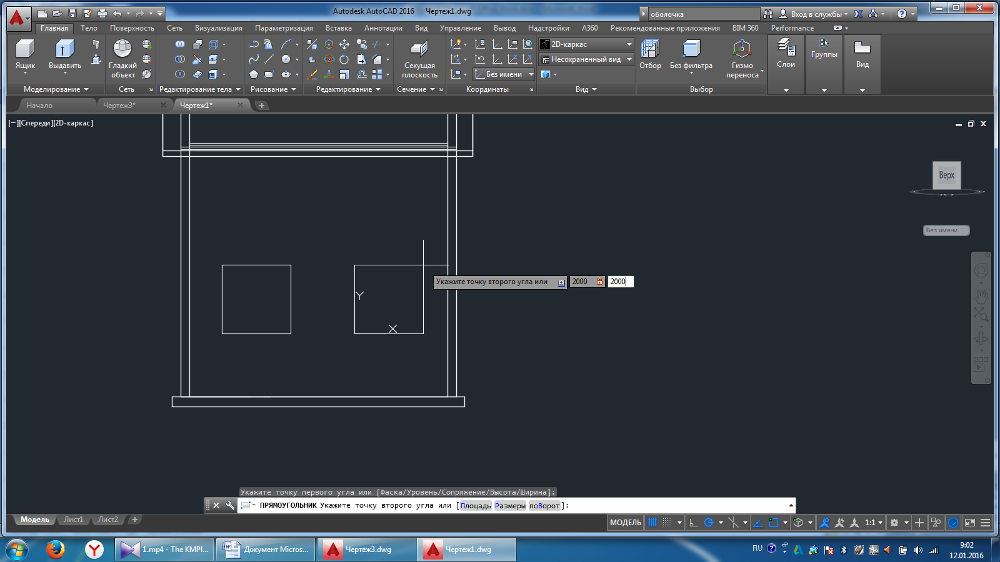 Autodesk AutoCAD 2016 Чертеж1.dwg
оболочка
Вход в службы
Главная Тело Поверхность Сеть Визуализация Параметризация Вставка Аннотации Вид Управление Вывод Надстройки A360 Рекомендованные приложения BIM 360 Performance
Ящик
Выдавить
Гладкий
объект
Секущая
плоскость
Без имени
2D-каркас
Несохраненный вид
Отбор
Без фильтра
Гизмо
переноса
Слои
Группы
Вид
Моделирование Сеть Редактирование тела Рисование Редактирование Сечение Координаты Вид Выбор
Начало Чертеж3* Чертеж1*
[−][Спереди][2D-каркас]
Верх
Без имени
Y
X
Укажите точку второго угла или 2000 2000
Укажите точку первого угла или [Фаска/Уровень/Сопряжение/Высота/Ширина]:
ПРЯМОУГОЛЬНИК Укажите точку второго угла или [Площадь Размеры поВорот]:
Модель Лист1 Лист2
МОДЕЛЬ 1:1
1.mp4 - The KMPl...
Документ Micros...
Чертеж3.dwg
Чертеж1.dwg
RU
9:02
12.01.2016